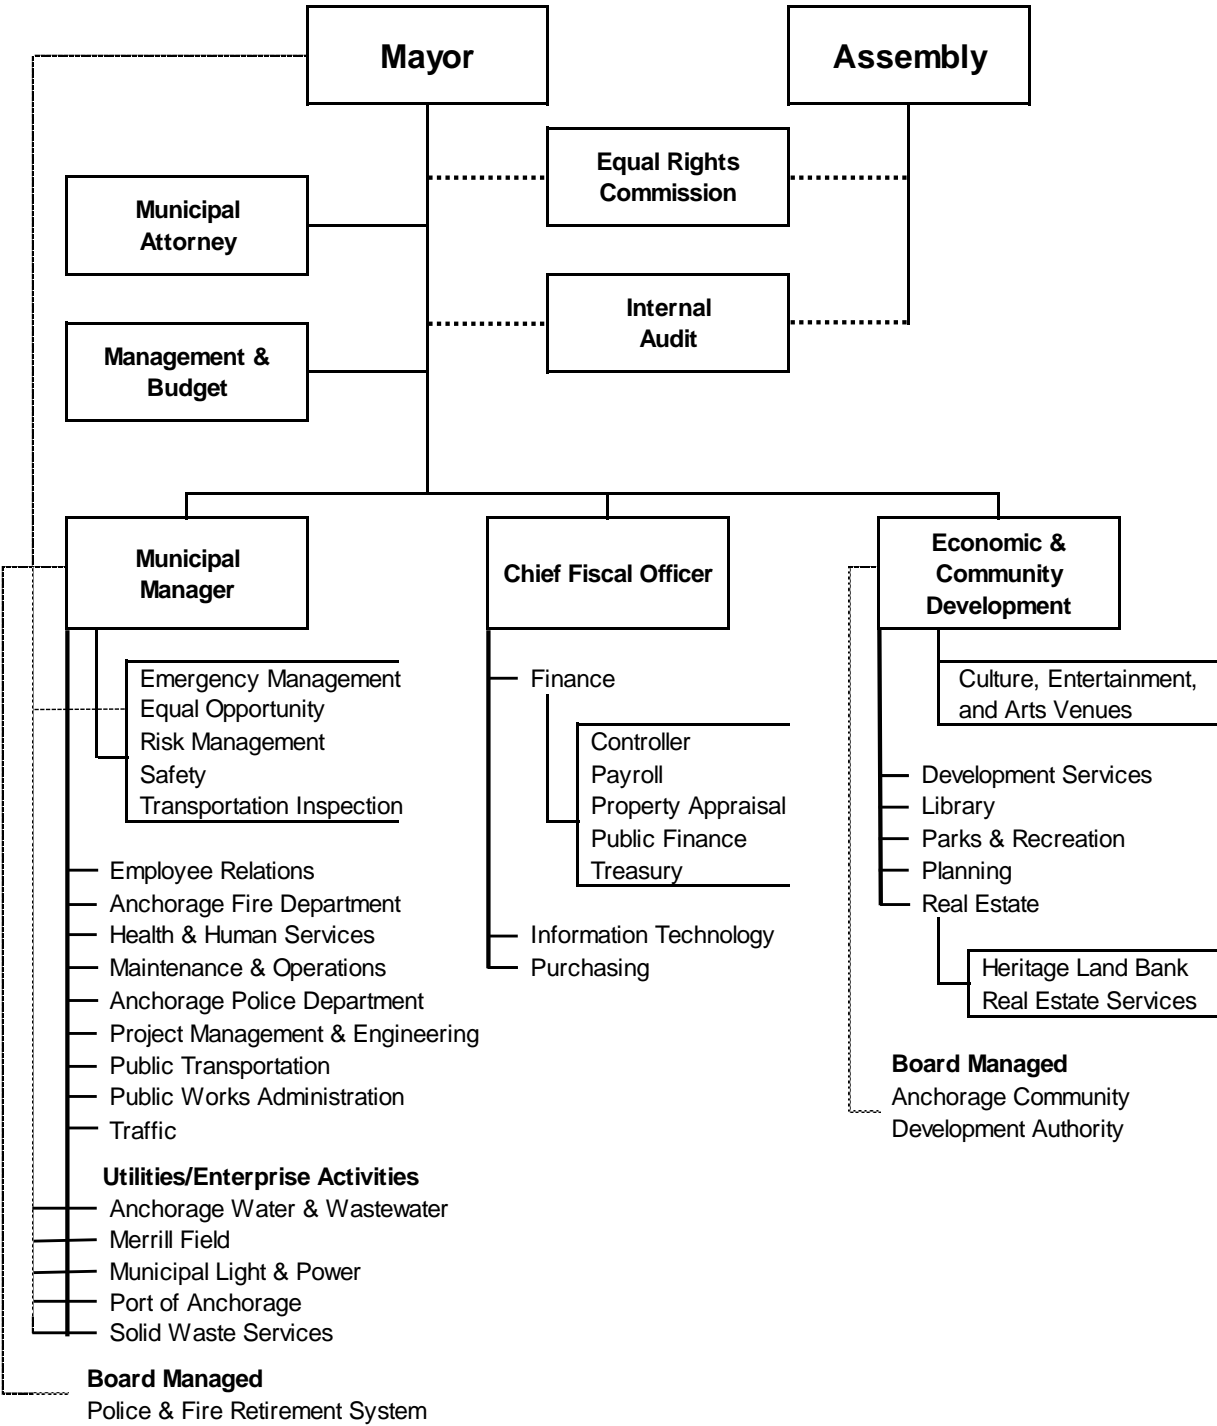 Mayor
Assembly
Equal Rights
Commission
Municipal
Attorney
Internal
Audit
Management &
Budget
Municipal
Manager
Chief Fiscal Officer
Economic &
Community
Development
Emergency Management
Equal Opportunity
Risk Management
Safety
Transportation Inspection
Employee Relations
Anchorage Fire Department
Health & Human Services
Maintenance & Operations
Anchorage Police Department
Project Management & Engineering
Public Transportation
Public Works Administration
Traffic
Utilities/Enterprise Activities
Anchorage Water & Wastewater
Merrill Field
Municipal Light & Power
Port of Anchorage
Solid Waste Services
Board Managed
Police & Fire Retirement System
Finance
Controller
Payroll
Property Appraisal
Public Finance
Treasury
Information Technology
Purchasing
Culture, Entertainment,
and Arts Venues
Development Services
Library
Parks & Recreation
Planning
Real Estate
Heritage Land Bank
Real Estate Services
Board Managed
Anchorage Community
Development Authority